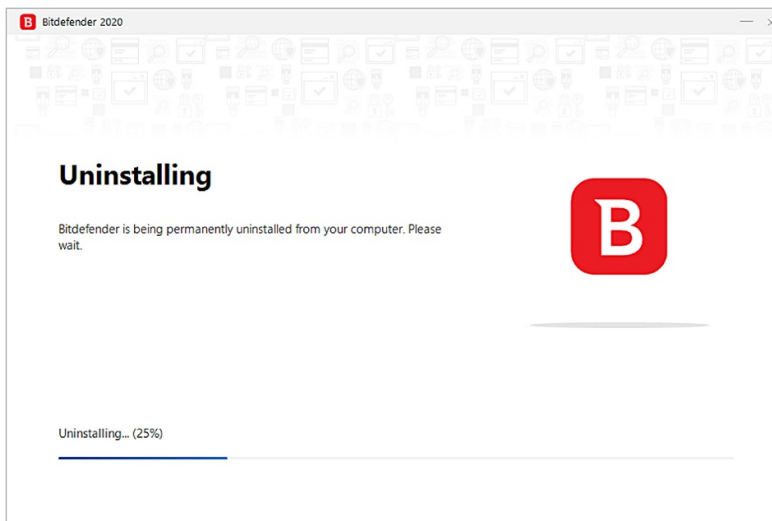 Bitdefender 2020
Uninstalling
Bitdefender is being permanently uninstalled from your computer. Please
wait.
B
Uninstalling... (25%)